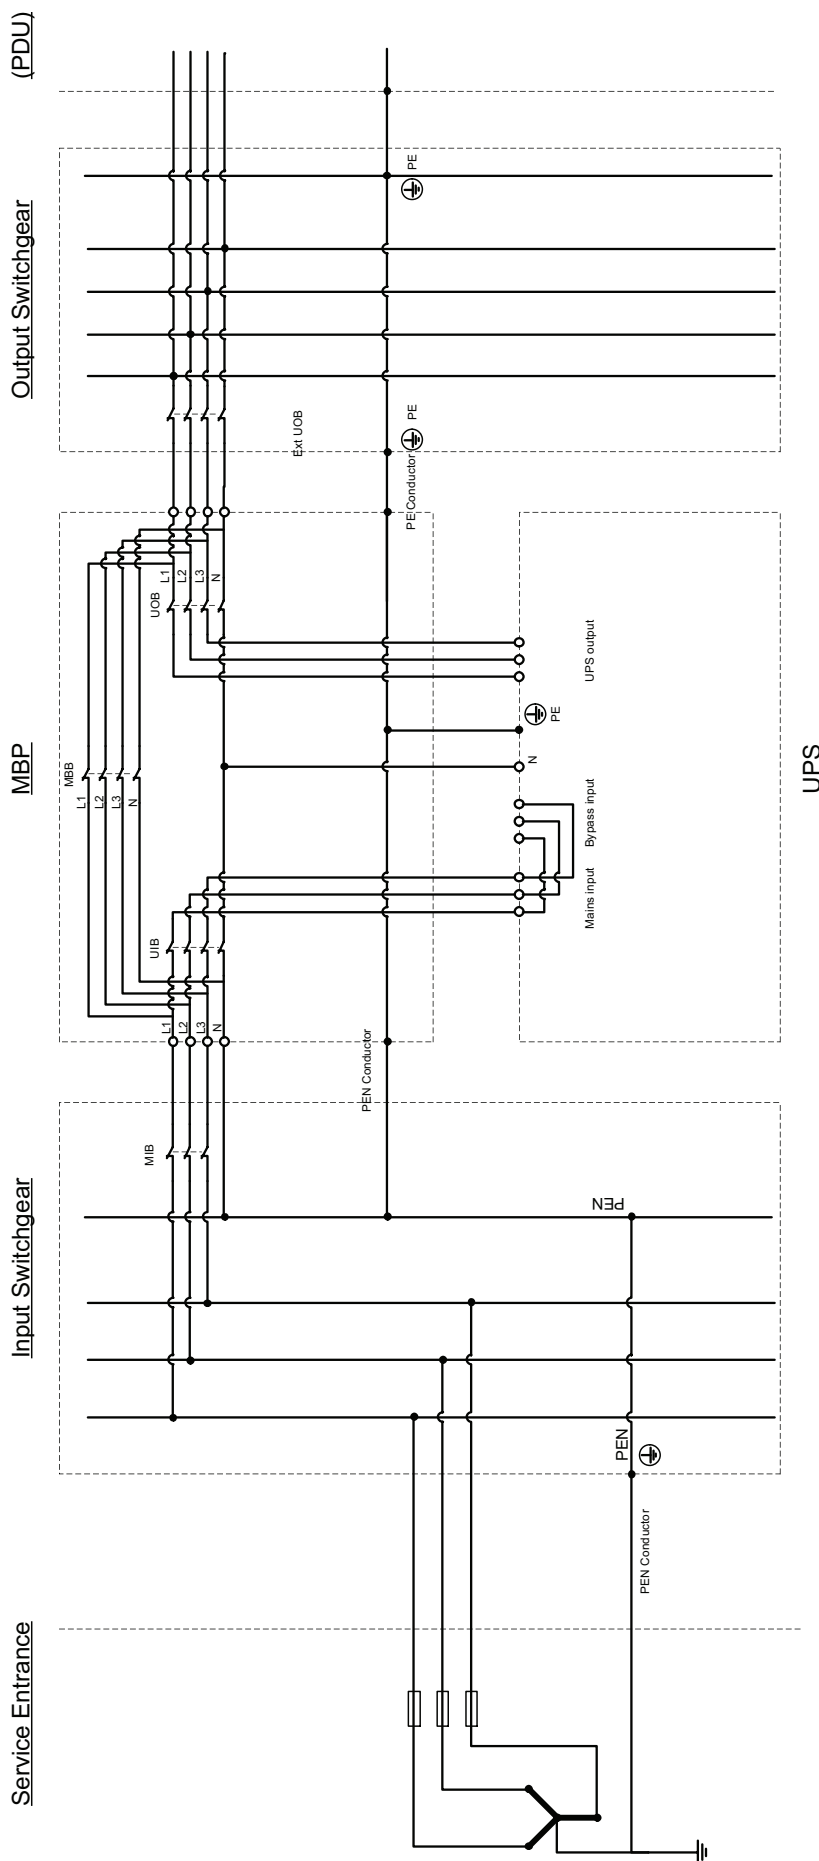 Service Entrance
Input Switchgear
MBP
Output Switchgear
(PDU)
PEN Conductor
PEN
PEN
MIB
PEN Conductor
L1
L2
L3
N
UIB
L1
L2
L3
N
MBB
UOB
L1
L2
L3
N
Mains input
Bypass input
N
PE
UPS output
UPS
PE Conductor
PE
Ext UOB
PE